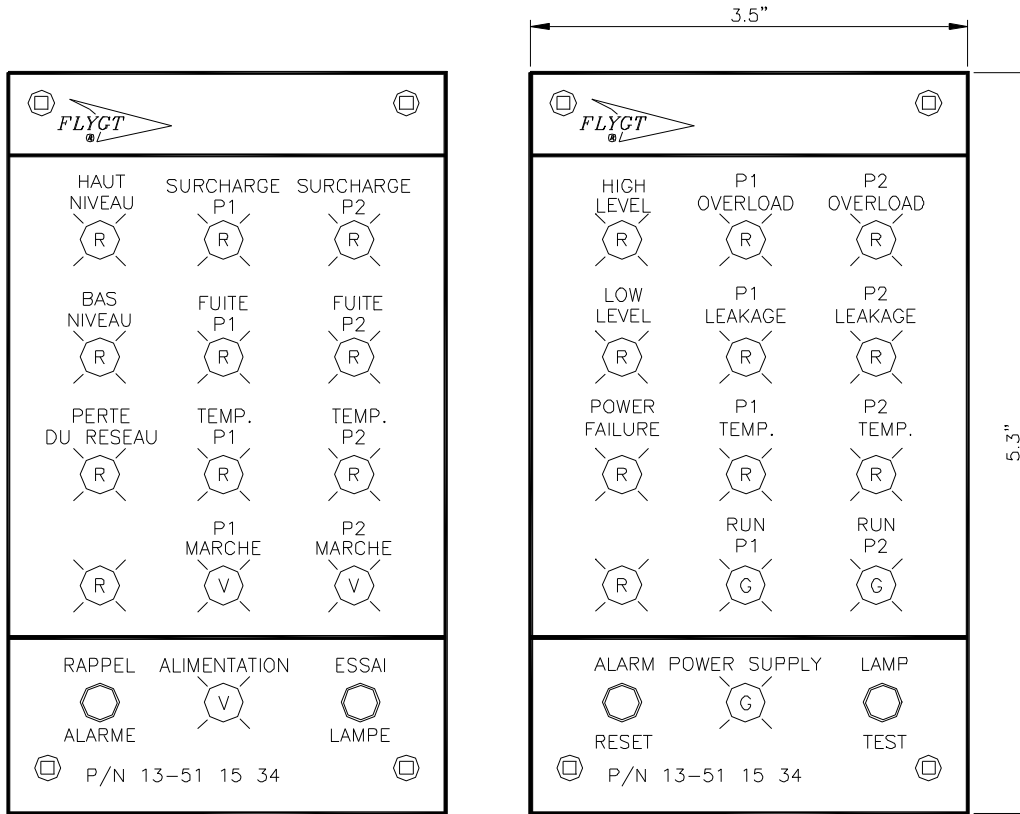 3.5"
FLYGT
®
HAUT
NIVEAU
R
SURCHARGE
P1
R
SURCHARGE
P2
R
BAS
NIVEAU
R
FUITE
P1
R
FUITE
P2
R
PERTE
DU RESEAU
R
TEMP.
P1
R
TEMP.
P2
R
R
P1
MARCHE
V
P2
MARCHE
V
RAPPEL
ALARME
ALIMENTATION
V
ESSAI
LAMPE
P/N 13-51 15 34
FLYGT
®
HIGH
LEVEL
R
P1
OVERLOAD
R
P2
OVERLOAD
R
LOW
LEVEL
R
P1
LEAKAGE
R
P2
LEAKAGE
R
POWER
FAILURE
R
P1
TEMP.
R
P2
TEMP.
R
R
RUN
P1
G
RUN
P2
G
ALARM
RESET
POWER SUPPLY
G
LAMP
TEST
P/N 13-51 15 34
5.3"